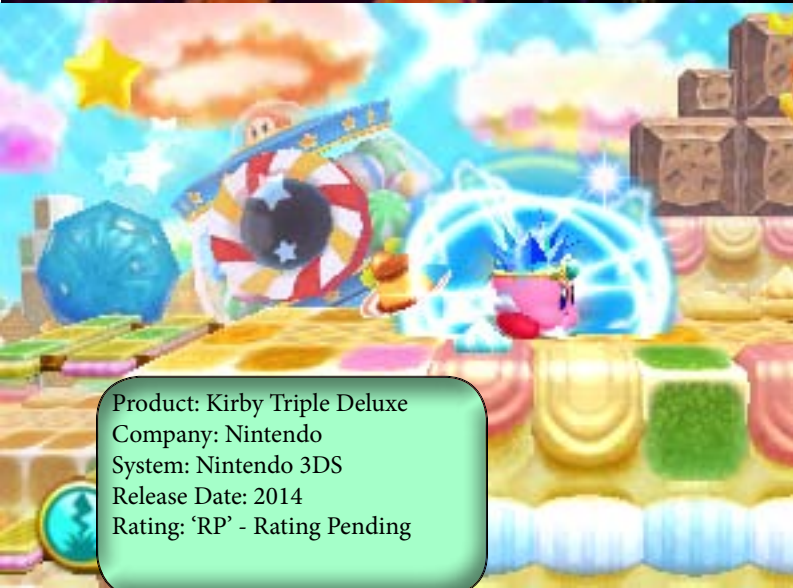 Product: Kirby Triple Deluxe
Company: Nintendo
System: Nintendo 3DS
Release Date: 2014
Rating: ‘RP’ - Rating Pending